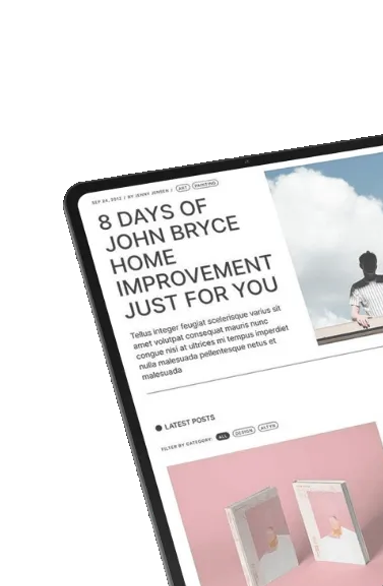 SEP 24, 2012 / BY JENNY JENSEN / ART PAINTING
8 DAYS OF
JOHN BRYCE
HOME
IMPROVEMENT
JUST FOR YOU
Tellus integer feugiat scelerisque varius sit
amet volutpat consequat mauris nunc
congue nisi at ultrices mi tempus imperdiet
nulla malesuada pellentesque netus et
malesuada
LATEST POSTS
FILTER BY CATEGORY: ALL DESIGN